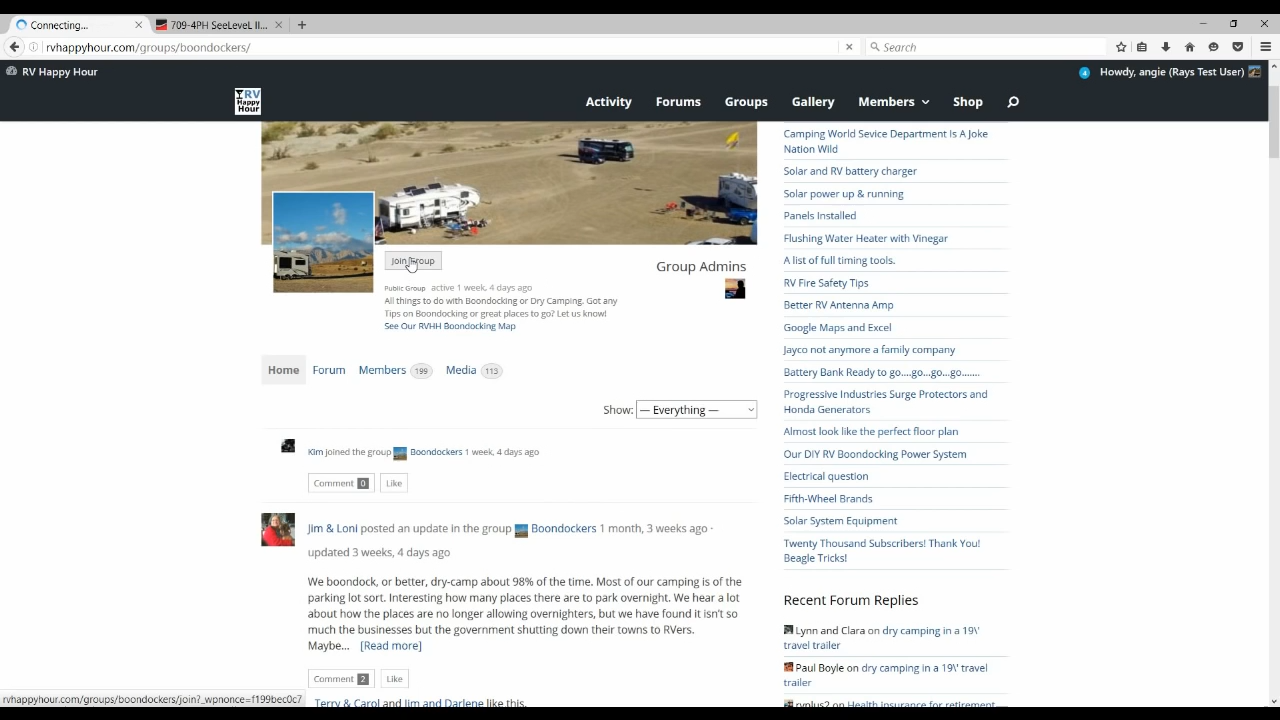 Connecting...
709-4PH SeeLeveL II...
rvhappyhour.com/groups/boondockers/
Search
RV Happy Hour
4
Howdy, angie (Rays Test User)
RV
Happy
Hour
Activity
Forums
Groups
Gallery
Members
Shop
Join Group
Public Group active 1 week, 4 days ago
All things to do with Boondocking or Dry Camping. Got any
Tips on Boondocking or great places to go? Let us know!
See Our RVHH Boondocking Map
Group Admins
Home
Forum
Members 199
Media 113
Show: — Everything —
Kim joined the group Boondockers 1 week, 4 days ago
Comment 0
Like
Jim & Loni posted an update in the group Boondockers 1 month, 3 weeks ago ·
updated 3 weeks, 4 days ago
We boondock, or better, dry-camp about 98% of the time. Most of our camping is of the
parking lot sort. Interesting how many places there are to park overnight. We hear a lot
about how the places are no longer allowing overnighters, but we have found it isn't so
much the businesses but the government shutting down their towns to RVers.
Maybe... [Read more]
Comment 2
Like
Terry & Carol and Jim and Darlene like this.
Camping World Sevice Department Is A Joke
Nation Wild
Solar and RV battery charger
Solar power up & running
Panels Installed
Flushing Water Heater with Vinegar
A list of full timing tools.
RV Fire Safety Tips
Better RV Antenna Amp
Google Maps and Excel
Jayco not anymore a family company
Battery Bank Ready to go....go...go...go.......
Progressive Industries Surge Protectors and
Honda Generators
Almost look like the perfect floor plan
Our DIY RV Boondocking Power System
Electrical question
Fifth-Wheel Brands
Solar System Equipment
Twenty Thousand Subscribers! Thank You!
Beagle Tricks!
Recent Forum Replies
Lynn and Clara on dry camping in a 19\'
travel trailer
Paul Boyle on dry camping in a 19\' travel
trailer
rvplus2 on Health insurance for retirement
rvhappyhour.com/groups/boondockers/join?_wpnonce=f199bec0c7